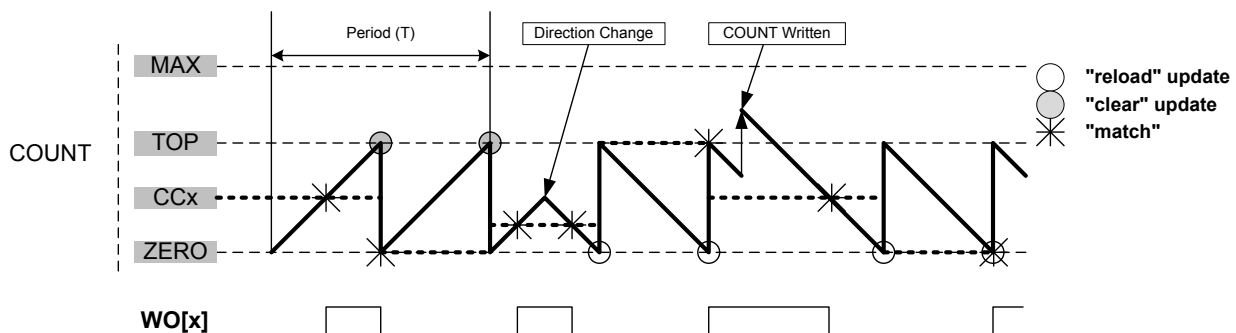 Period (T)
Direction Change
COUNT Written
MAX
"reload" update
"clear" update
"match"
TOP
COUNT
CCx
ZERO
WO[x]